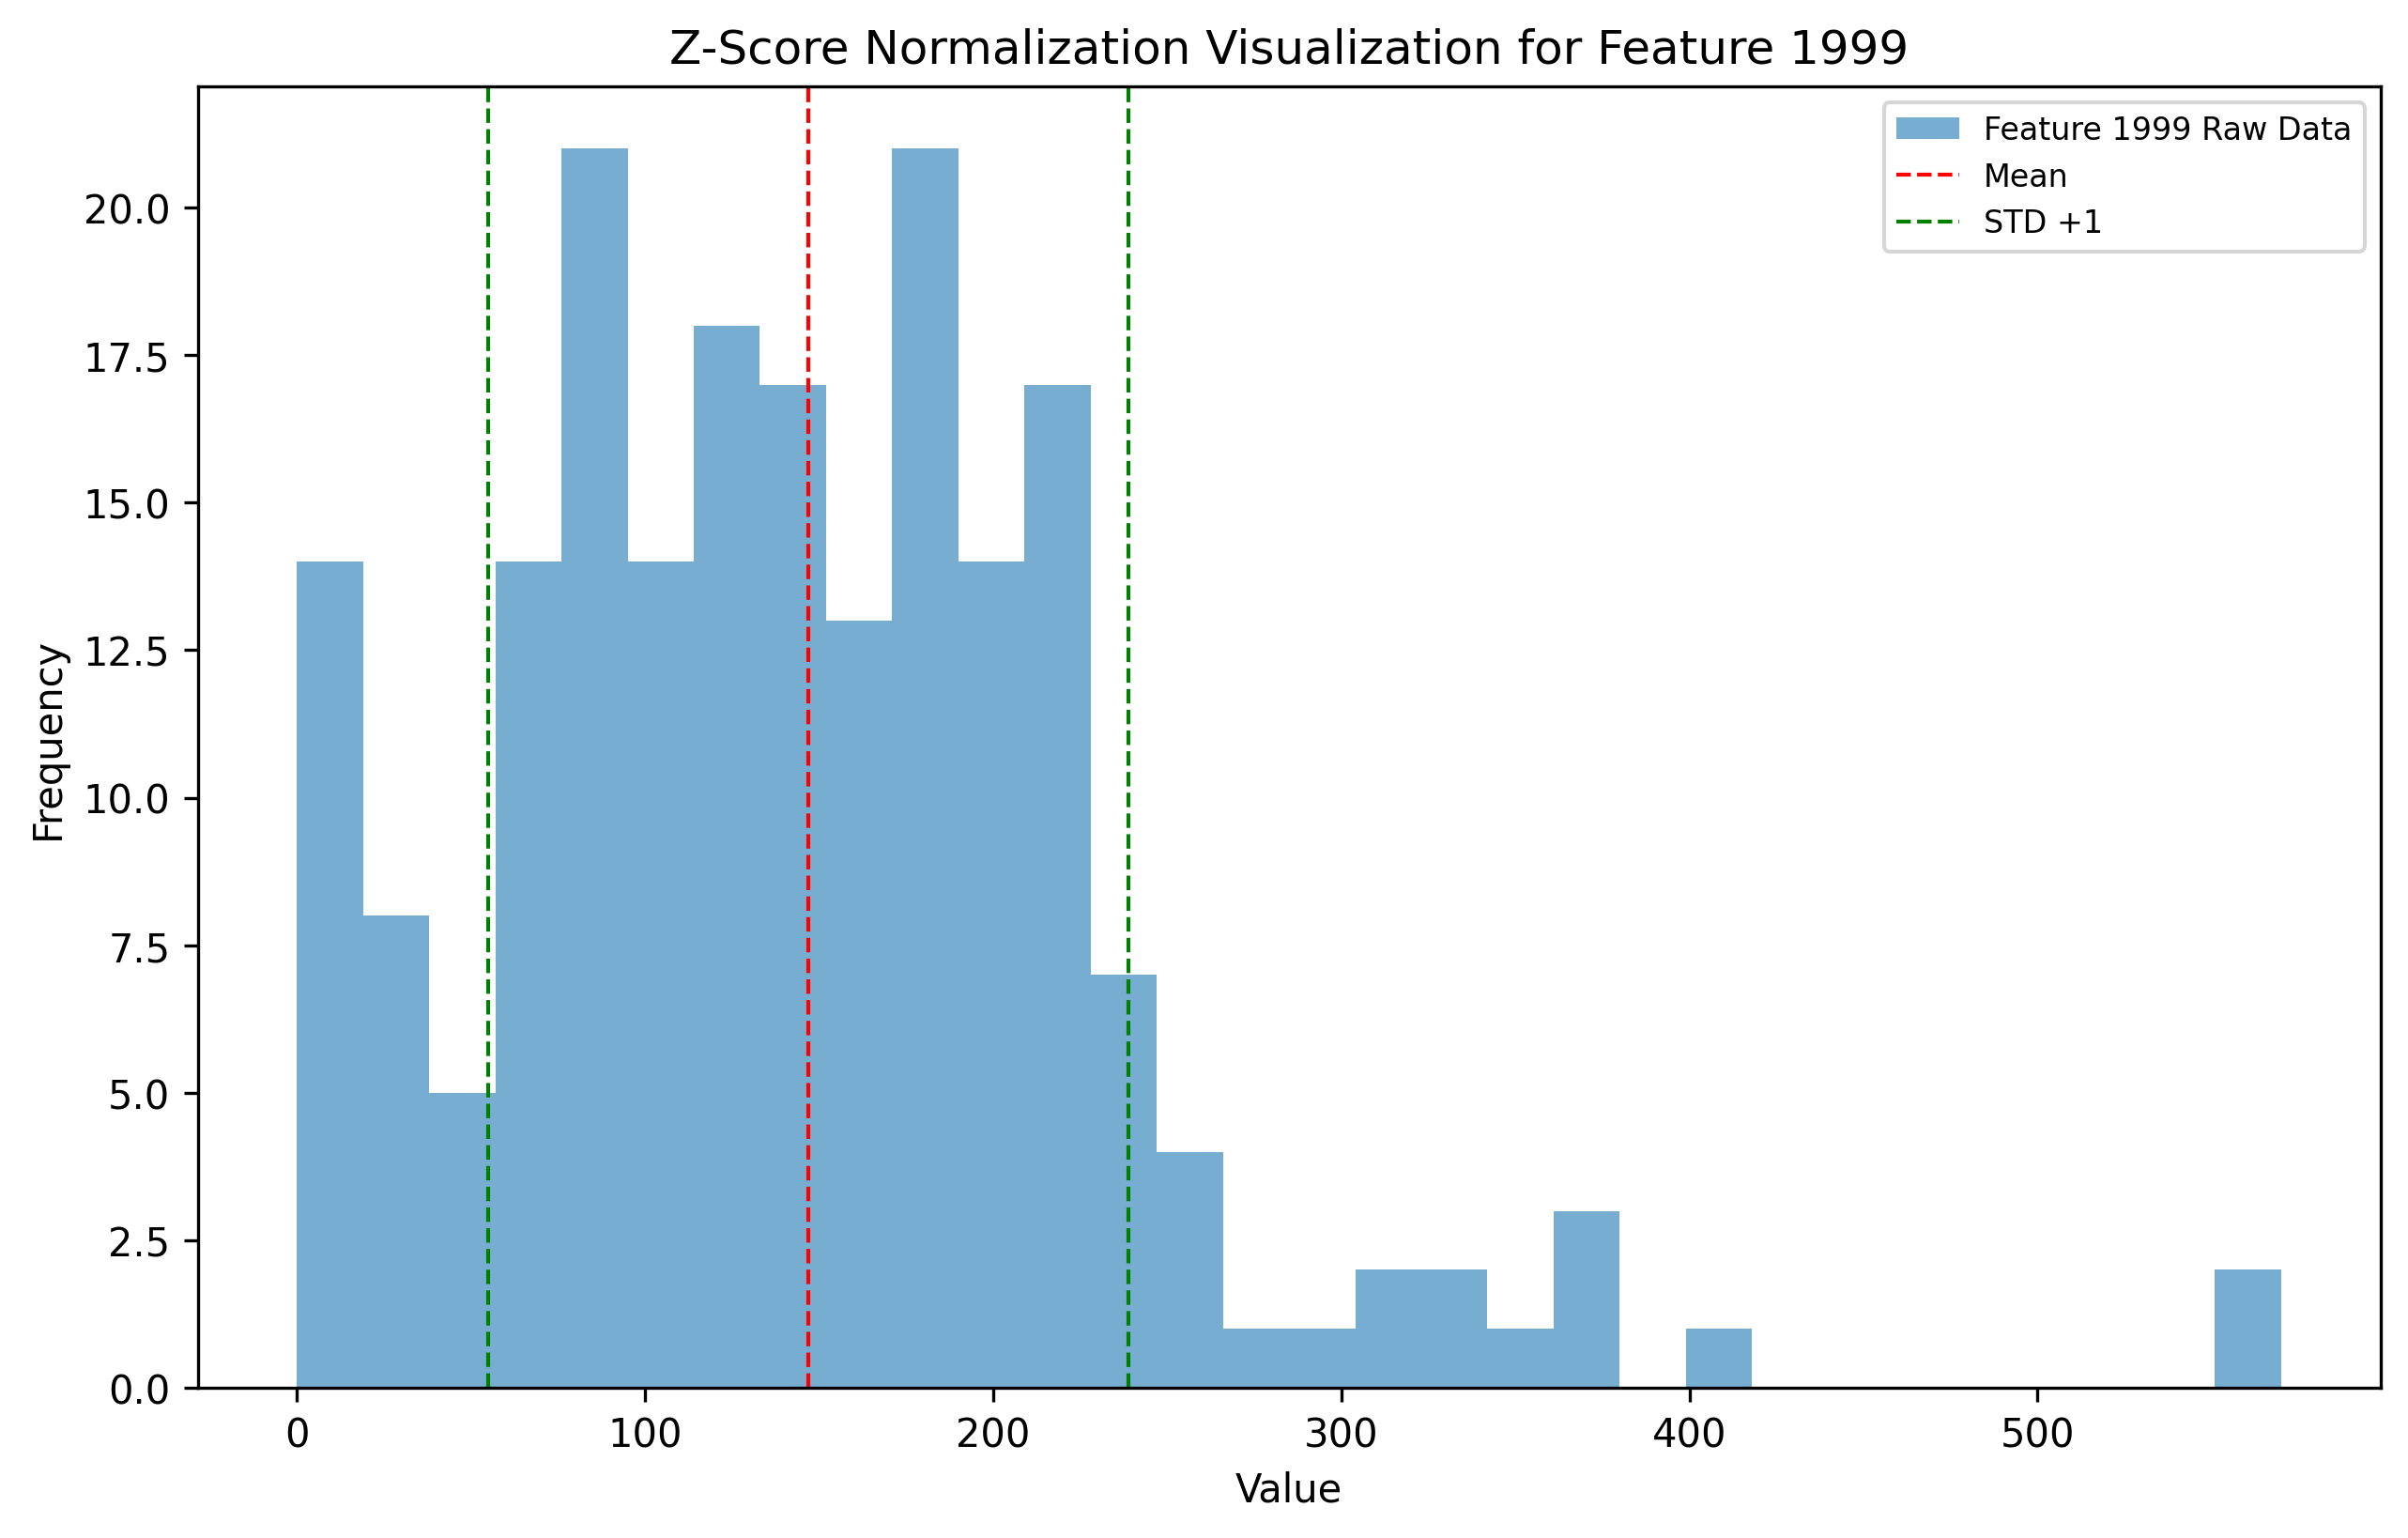 Z-Score Normalization Visualization for Feature 1999
Feature 1999 Raw Data
Mean
STD +1
20.0
17.5
15.0
12.5
10.0
7.5
5.0
2.5
0.0
Frequency
0 100 200 300 400 500
Value